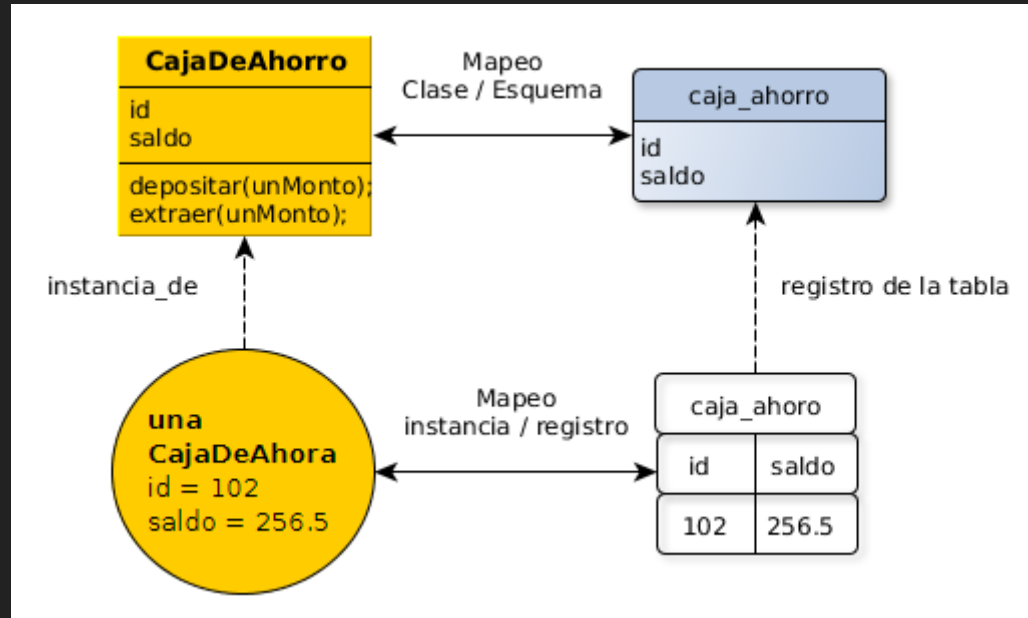 CajaDeAhorro
id
saldo
depositar(unMonto);
extraer(unMonto);
Mapeo
Clase / Esquema
caja_ahorro
id
saldo
instancia_de
registro de la tabla
una
CajaDeAhora
id = 102
saldo = 256.5
Mapeo
instancia / registro
caja_ahoro
id saldo
102 256.5